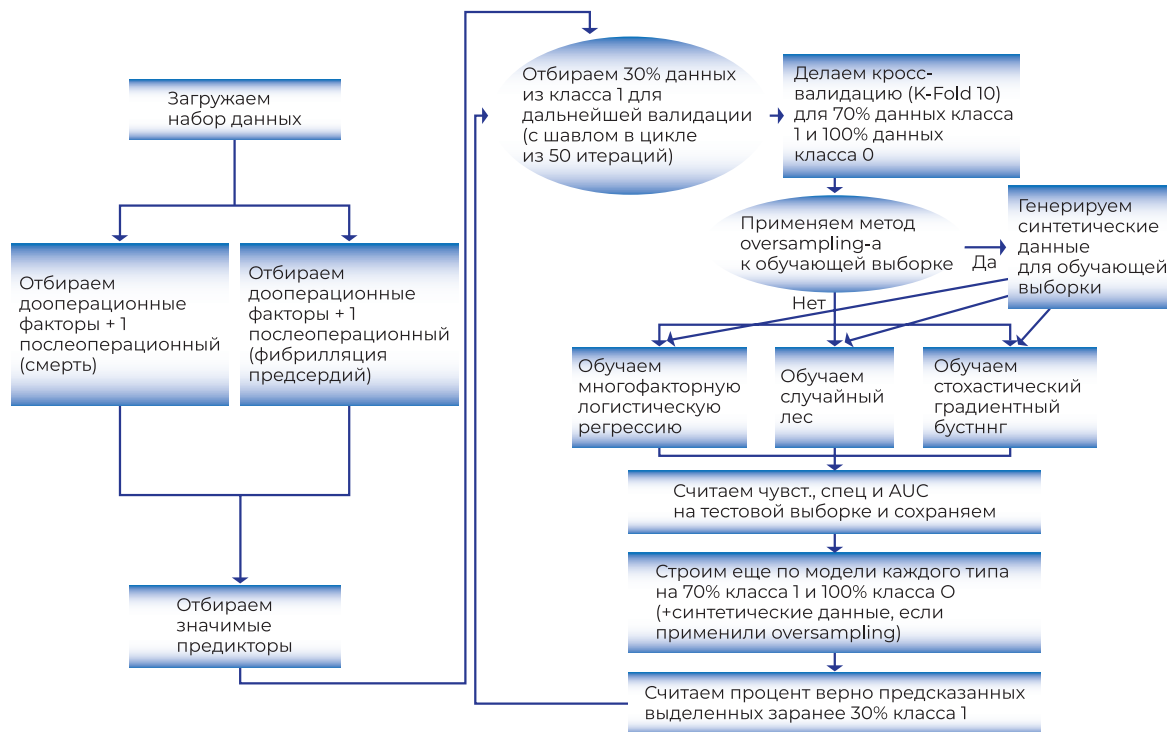 Загружаем
набор данных
Отбираем
дооперационные
факторы + 1
послеоперационный
(смерть)
Отбираем
дооперационные
факторы + 1
послеоперационный
(фибрилляция
предсердий)
Отбираем
значимые
предикторы
Отбираем 30% данных
из класса 1 для
дальнейшей валидации
(с шавлом в цикле
из 50 итераций)
Делаем кросс-
валидацию (K-Fold 10)
для 70% данных класса
1 и 100% данных
класса 0
Применяем метод
oversampling-а
к обучающей выборке
Да
Нет
Генерируем
синтетические
данные
для обучающей
выборки
Обучаем
многофакторную
логистическую
регрессию
Обучаем
случайный
лес
Обучаем
стохастический
градиентный
бустннг
Считаем чувст., спец и AUC
на тестовой выборке и сохраняем
Строим еще по модели каждого типа
на 70% класса 1 и 100% класса О
(+синтетические данные, если
применили oversampling)
Считаем процент верно предсказанных
выделенных заранее 30% класса 1